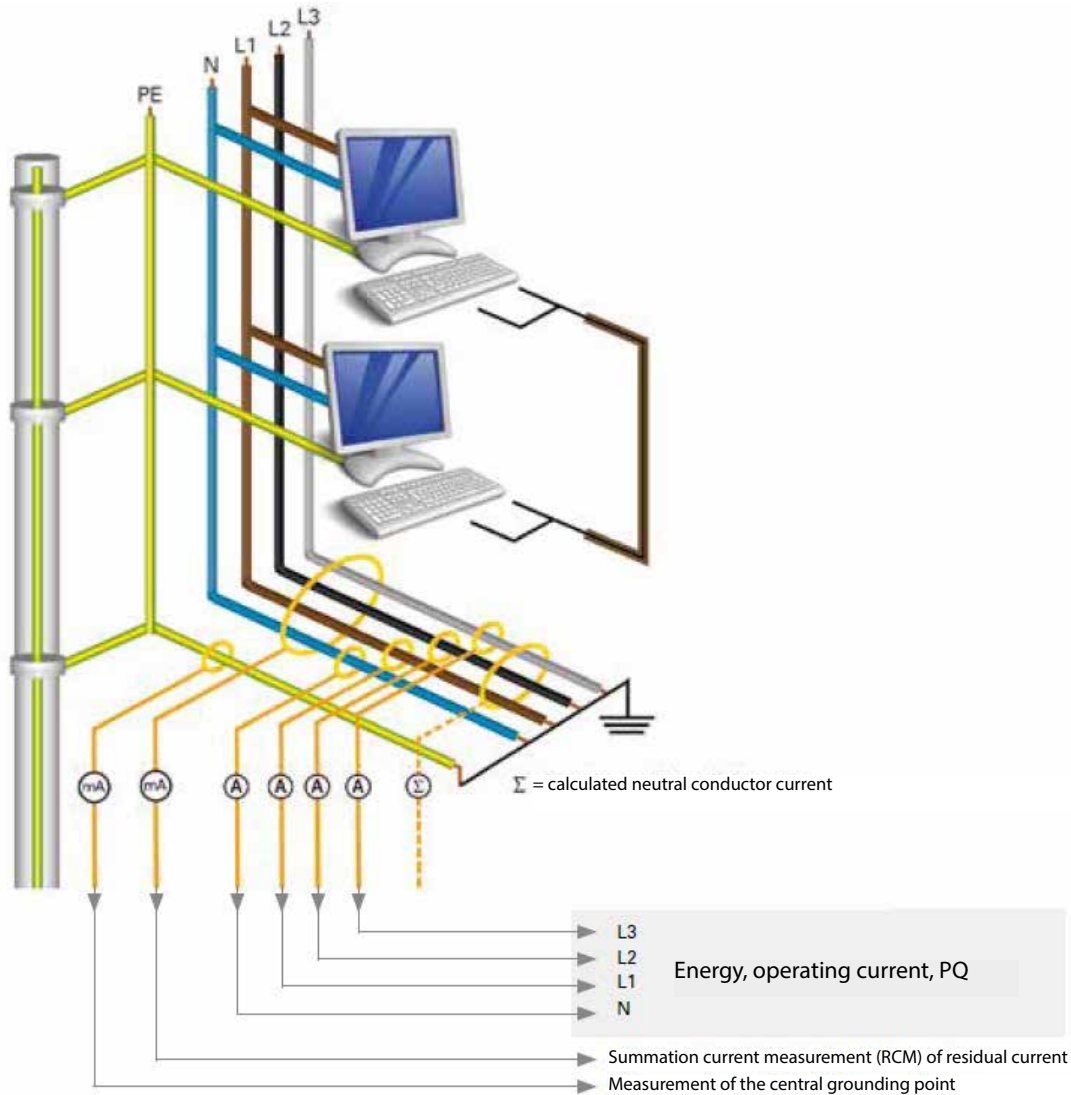 L3
L2
L1
N
PE
mA
mA
A
A
A
A
Σ
Σ = calculated neutral conductor current
L3
L2
L1
N
Energy, operating current, PQ
Summation current measurement (RCM) of residual current
Measurement of the central grounding point